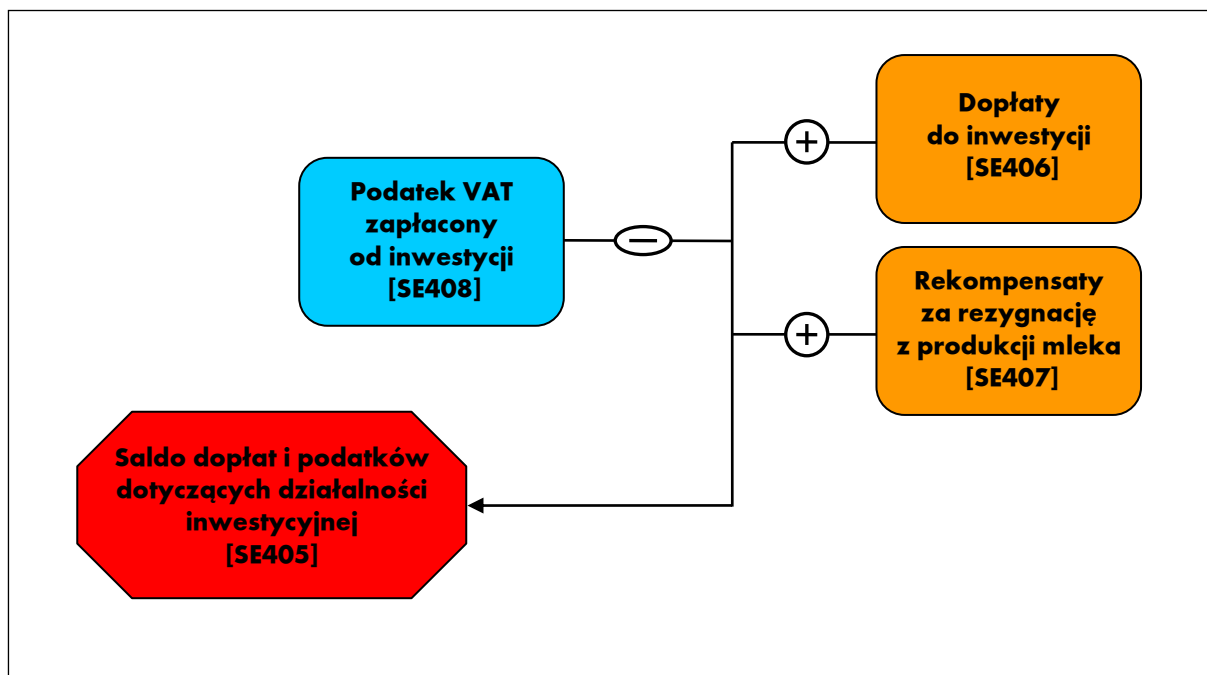 Dopłaty
do inwestycji
[SE406]
+
Podatek VAT
zapłacony
od inwestycji
[SE408]
−
Rekompensaty
za rezygnację
z produkcji mleka
[SE407]
+
Saldo dopłat i podatków
dotyczących działalności
inwestycyjnej
[SE405]